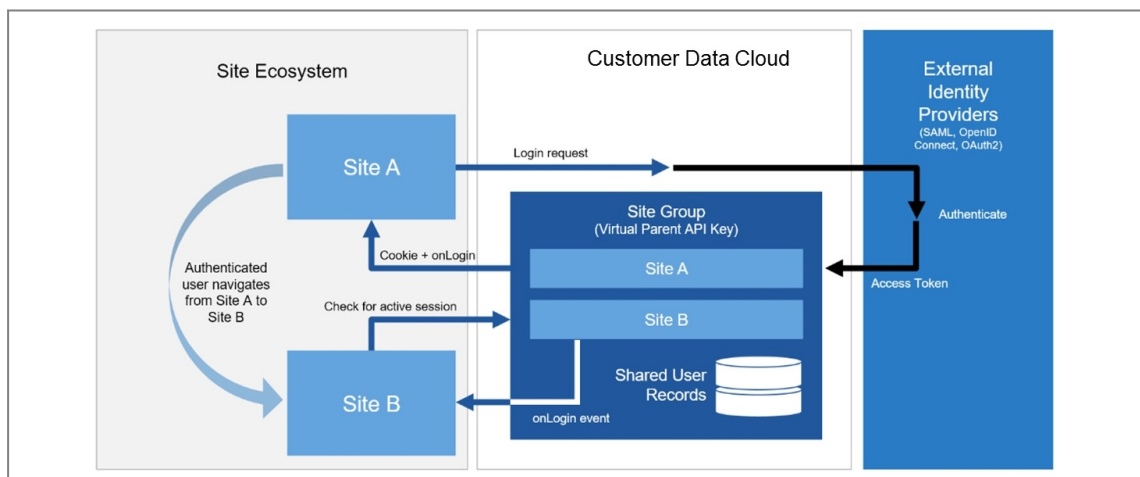 Site Ecosystem
Customer Data Cloud
External
Identity
Providers
(SAML, OpenID
Connect, OAuth2)
Site A
Login request
Authenticate
Site Group
(Virtual Parent API Key)
Cookie + onLogin
Site A
Access Token
Authenticated
user navigates
from Site A to
Site B
Check for active session
Site B
Shared User
Records
Site B
onLogin event